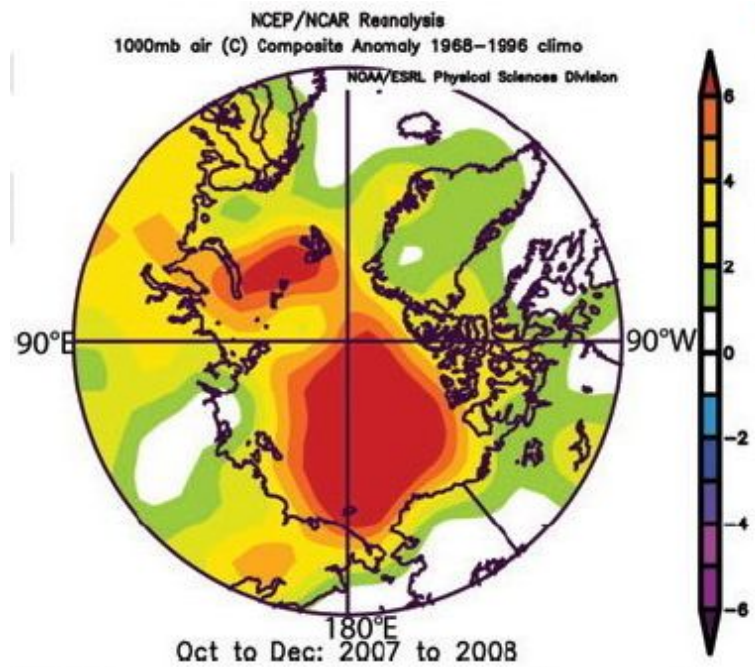 NCEP/NCAR Reanalysis
1000mb air (C) Composite Anomaly 1968-1996 climo
NOAA/ESRL Physical Sciences Division
6
4
2
90°E
90°W
0
-2
-4
-6
180°E
Oct to Dec: 2007 to 2008